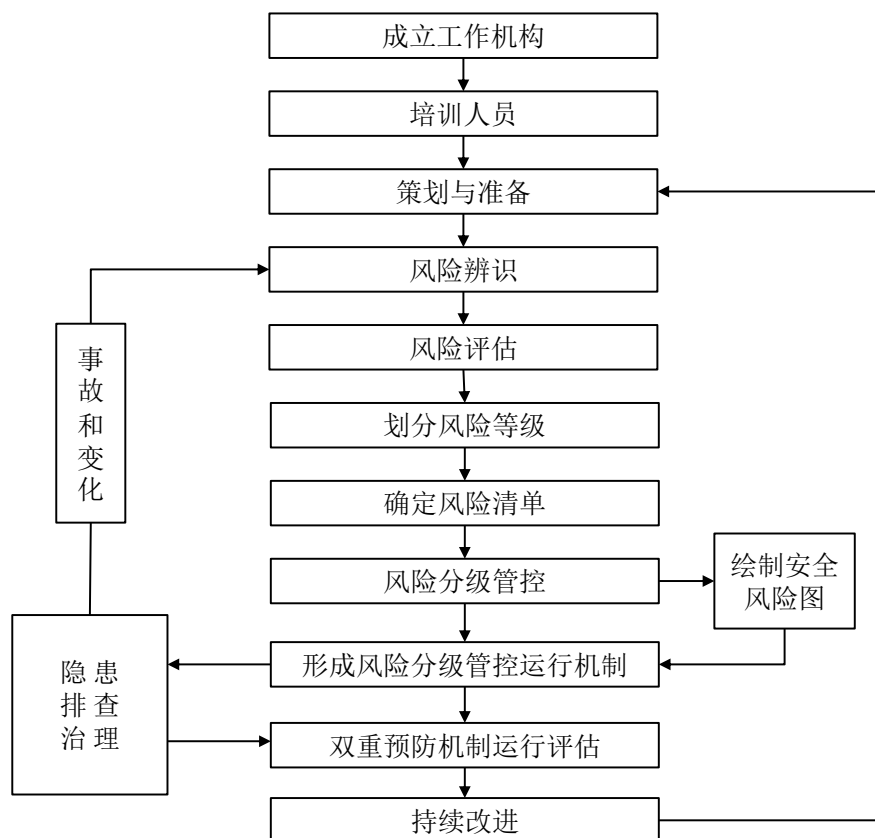 成立工作机构
培训人员
策划与准备
风险辨识
风险评估
划分风险等级
确定风险清单
风险分级管控
绘制安全
风险图
形成风险分级管控运行机制
双重预防机制运行评估
持续改进
事故和变化
隐患
排查
治理